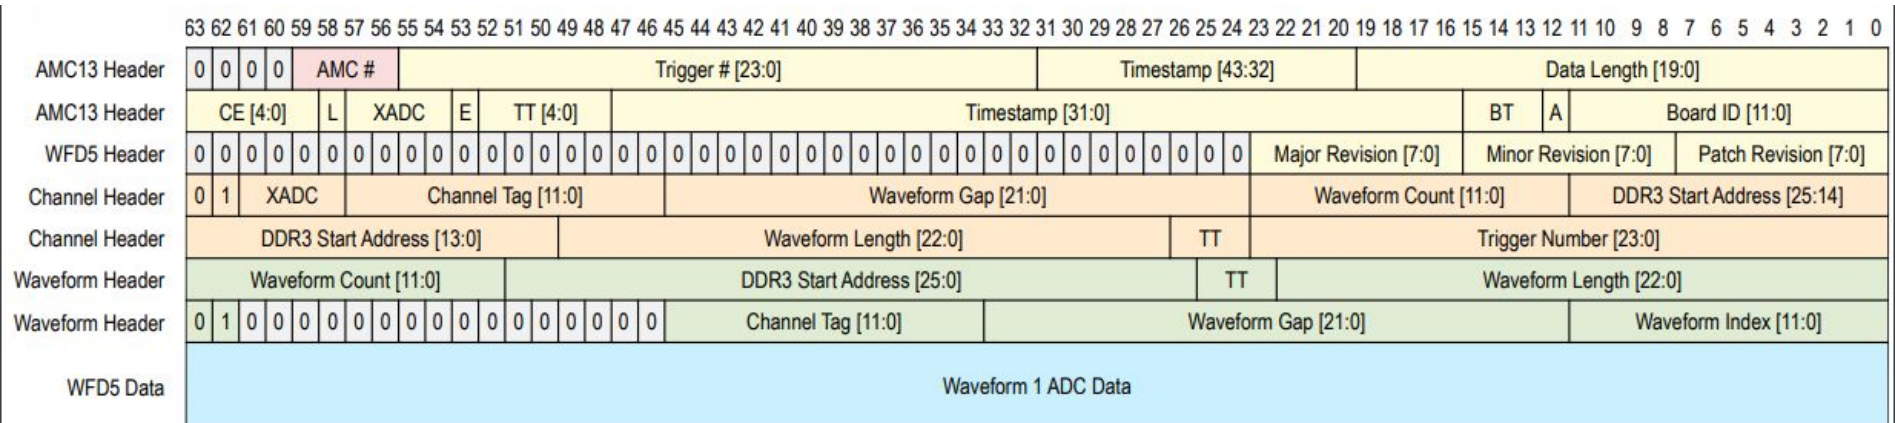 63 62 61 60 59 58 57 56 55 54 53 52 51 50 49 48 47 46 45 44 43 42 41 40 39 38 37 36 35 34 33 32 31 30 29 28 27 26 25 24 23 22 21 20 19 18 17 16 15 14 13 12 11 10 9 8 7 6 5 4 3 2 1 0
AMC13 Header 0 0 0 0 AMC # Trigger # [23:0] Timestamp [43:32] Data Length [19:0]
AMC13 Header CE [4:0] L XADC E TT [4:0] Timestamp [31:0] BT A Board ID [11:0]
WFD5 Header 0 0 0 0 0 0 0 0 0 0 0 0 0 0 0 0 0 0 0 0 0 0 0 0 0 0 0 0 0 0 0 0 0 0 0 0 0 0 0 0 Major Revision [7:0] Minor Revision [7:0] Patch Revision [7:0]
Channel Header 0 1 XADC Channel Tag [11:0] Waveform Gap [21:0] Waveform Count [11:0] DDR3 Start Address [25:14]
Channel Header DDR3 Start Address [13:0] Waveform Length [22:0] TT Trigger Number [23:0]
Waveform Header Waveform Count [11:0] DDR3 Start Address [25:0] TT Waveform Length [22:0]
Waveform Header 0 1 0 0 0 0 0 0 0 0 0 0 0 0 0 0 0 0 Channel Tag [11:0] Waveform Gap [21:0] Waveform Index [11:0]
WFD5 Data Waveform 1 ADC Data